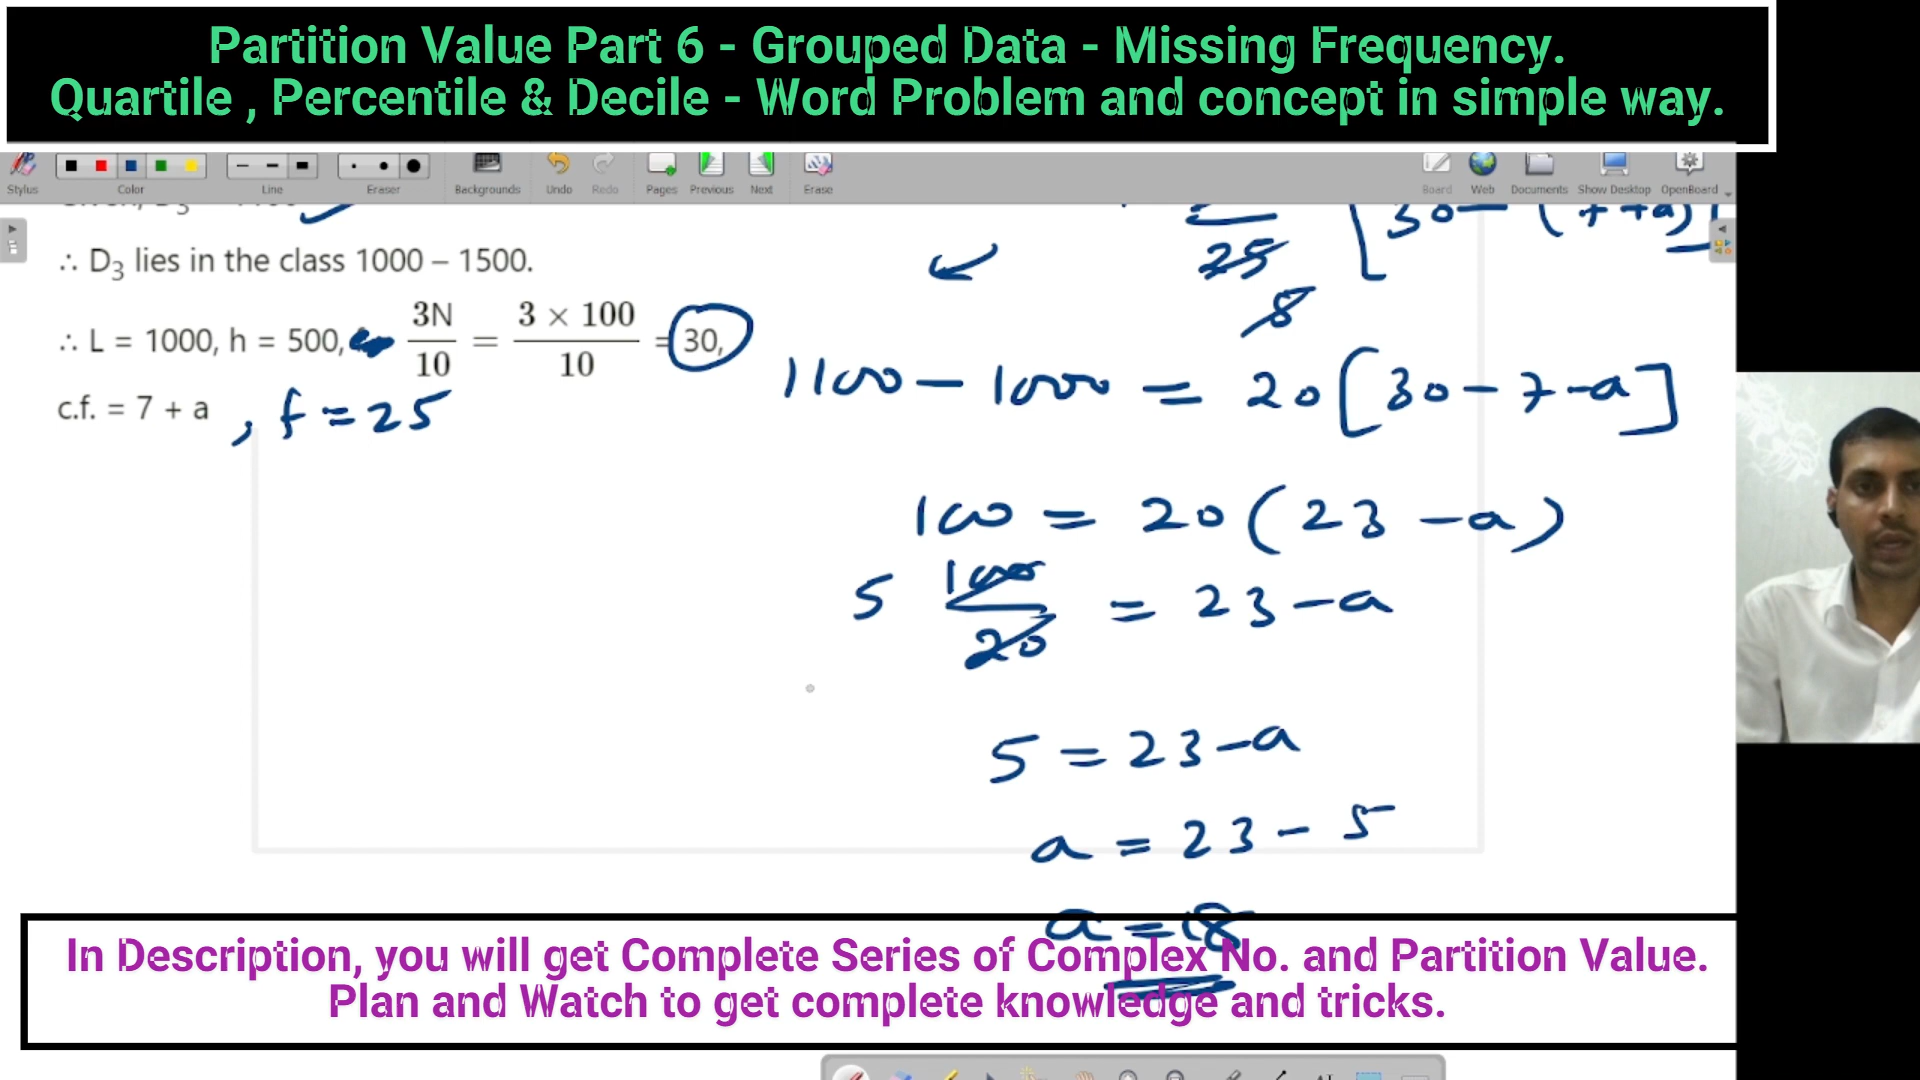 Partition Value Part 6 - Grouped Data - Missing Frequency.
Quartile , Percentile & Decile - Word Problem and concept in simple way.
Stylus Color Line Eraser Backgrounds Undo Redo Pages Previous Next Erase Board Web Documents Show Desktop OpenBoard
∴ D₃ lies in the class 1000 – 1500.
∴ L = 1000, h = 500, 3N/10 = (3 × 100)/10 = 30,
c.f. = 7 + a , f = 25
25
8
1100 - 1000 = 20 [30 - 7 - a]
100 = 20 (23 - a)
5 100/20 = 23 - a
5 = 23 - a
a = 23 - 5
a = 18
In Description, you will get Complete Series of Complex No. and Partition Value.
Plan and Watch to get complete knowledge and tricks.